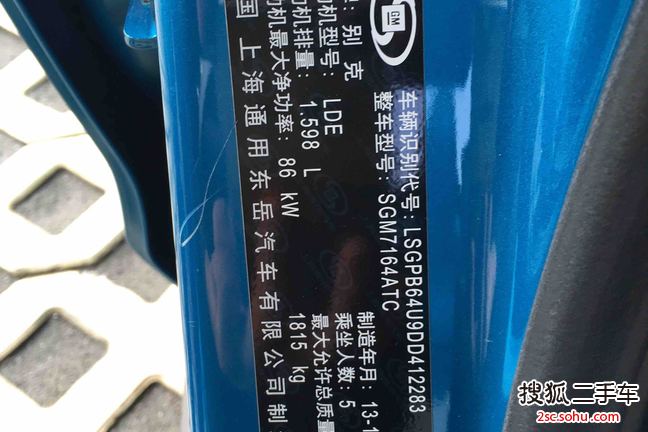 GM
车辆识别代号: LSGPB64U9DD412283
整车型号: SGM7164ATC
制造年月: 13-1
别克
乘坐人数: 5
机型号: LDE
最大允许总质量
机排量: 1.598 L
1815 kg
机最大净功率: 86 kW
国 上海通用东岳汽车有限公司制
搜狐二手车
2sc.sohu.com